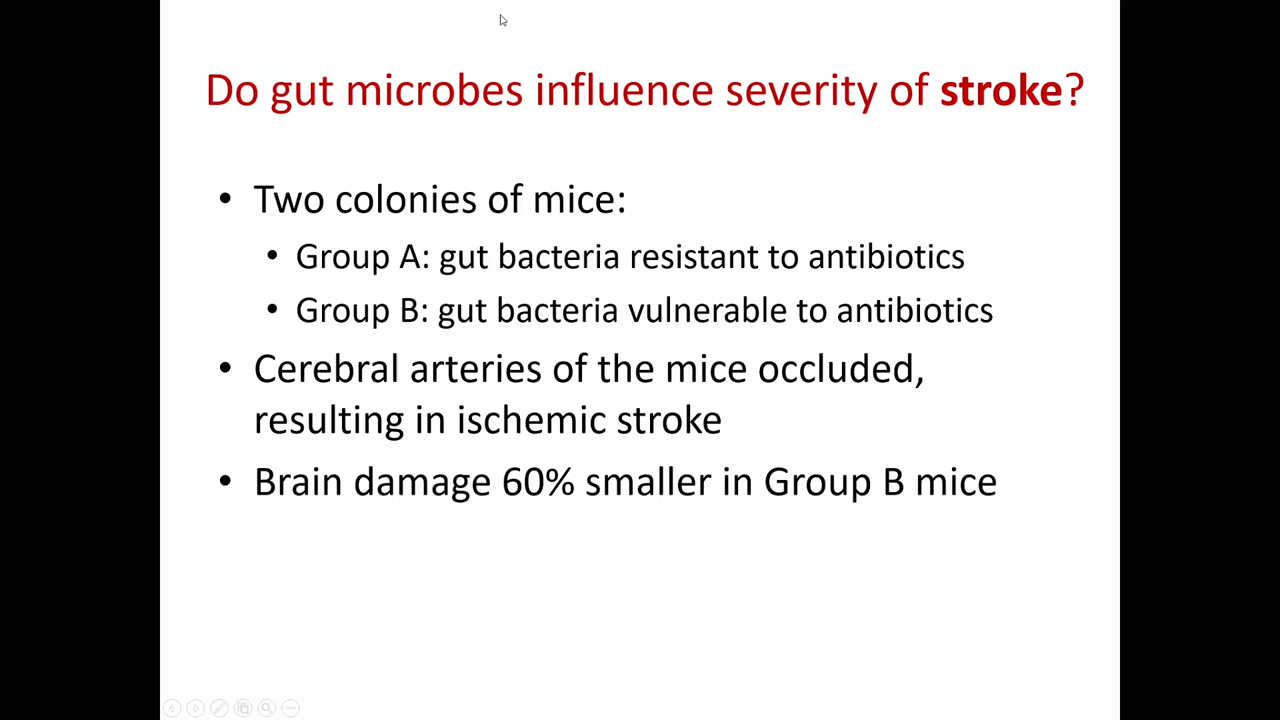 Do gut microbes influence severity of stroke?
• Two colonies of mice:
• Group A: gut bacteria resistant to antibiotics
• Group B: gut bacteria vulnerable to antibiotics
• Cerebral arteries of the mice occluded,
resulting in ischemic stroke
• Brain damage 60% smaller in Group B mice